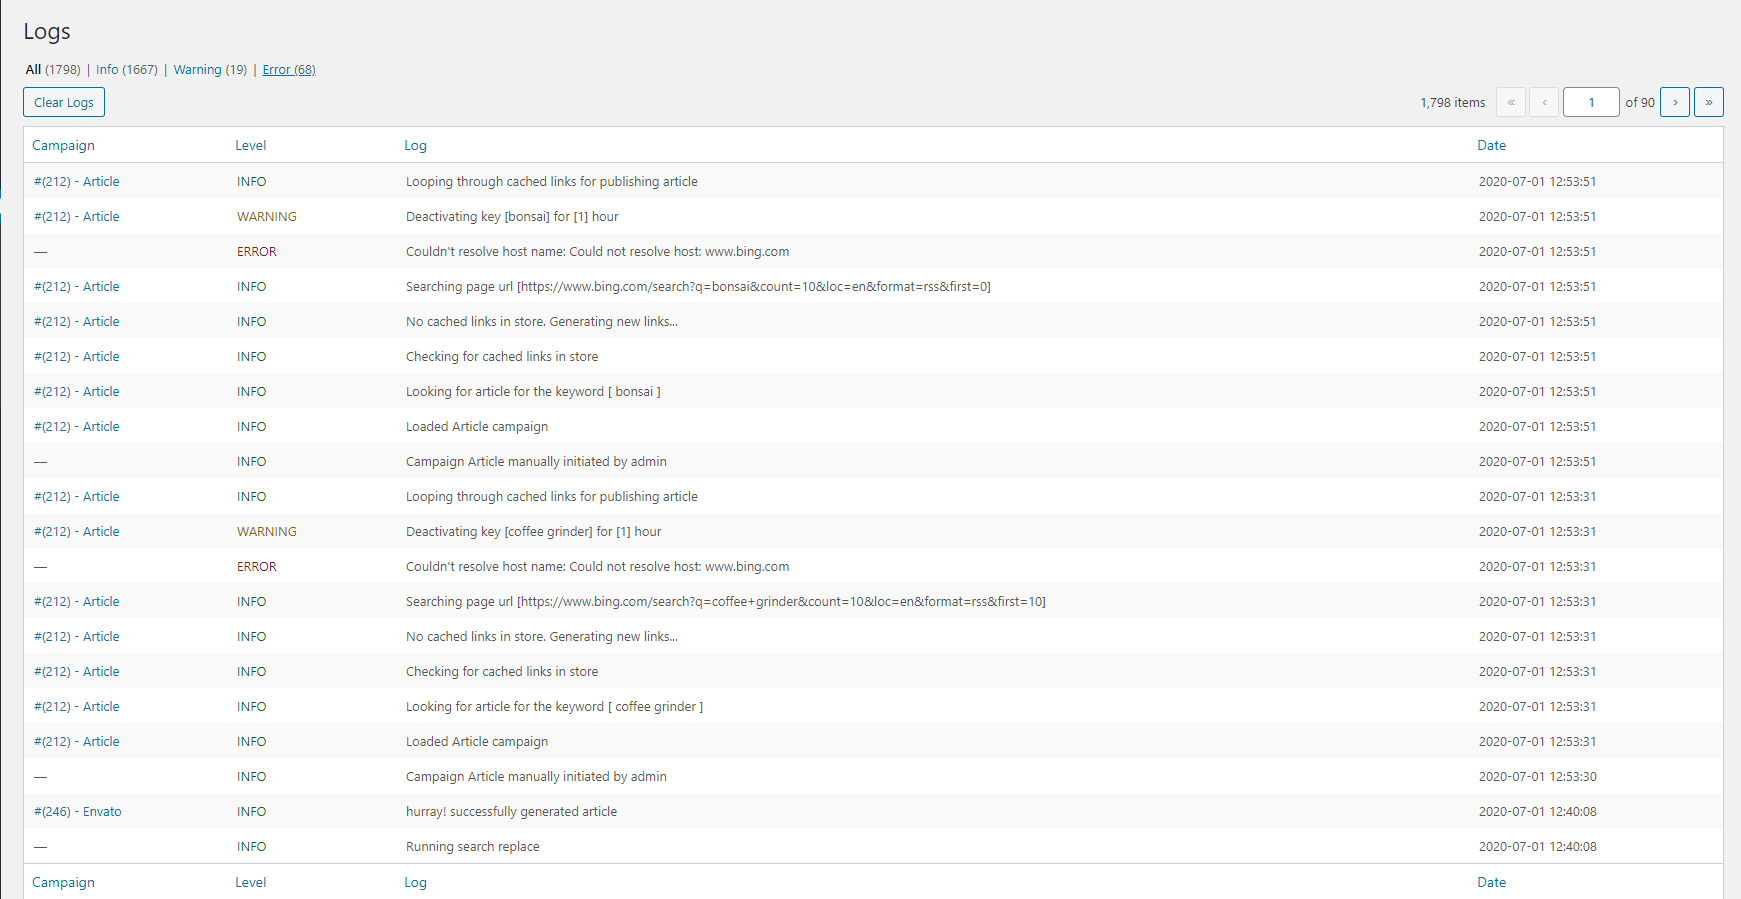 Logs
All (1798) | Info (1667) | Warning (19) | Error (68)
Clear Logs 1,798 items « ‹ 1 of 90 › »
Campaign Level Log Date
#(212) - Article INFO Looping through cached links for publishing article 2020-07-01 12:53:51
#(212) - Article WARNING Deactivating key [bonsai] for [1] hour 2020-07-01 12:53:51
— ERROR Couldn't resolve host name: Could not resolve host: www.bing.com 2020-07-01 12:53:51
#(212) - Article INFO Searching page url [https://www.bing.com/search?q=bonsai&count=10&loc=en&format=rss&first=0] 2020-07-01 12:53:51
#(212) - Article INFO No cached links in store. Generating new links... 2020-07-01 12:53:51
#(212) - Article INFO Checking for cached links in store 2020-07-01 12:53:51
#(212) - Article INFO Looking for article for the keyword [ bonsai ] 2020-07-01 12:53:51
#(212) - Article INFO Loaded Article campaign 2020-07-01 12:53:51
— INFO Campaign Article manually initiated by admin 2020-07-01 12:53:51
#(212) - Article INFO Looping through cached links for publishing article 2020-07-01 12:53:31
#(212) - Article WARNING Deactivating key [coffee grinder] for [1] hour 2020-07-01 12:53:31
— ERROR Couldn't resolve host name: Could not resolve host: www.bing.com 2020-07-01 12:53:31
#(212) - Article INFO Searching page url [https://www.bing.com/search?q=coffee+grinder&count=10&loc=en&format=rss&first=10] 2020-07-01 12:53:31
#(212) - Article INFO No cached links in store. Generating new links... 2020-07-01 12:53:31
#(212) - Article INFO Checking for cached links in store 2020-07-01 12:53:31
#(212) - Article INFO Looking for article for the keyword [ coffee grinder ] 2020-07-01 12:53:31
#(212) - Article INFO Loaded Article campaign 2020-07-01 12:53:31
— INFO Campaign Article manually initiated by admin 2020-07-01 12:53:30
#(246) - Envato INFO hurray! successfully generated article 2020-07-01 12:40:08
— INFO Running search replace 2020-07-01 12:40:08
Campaign Level Log Date